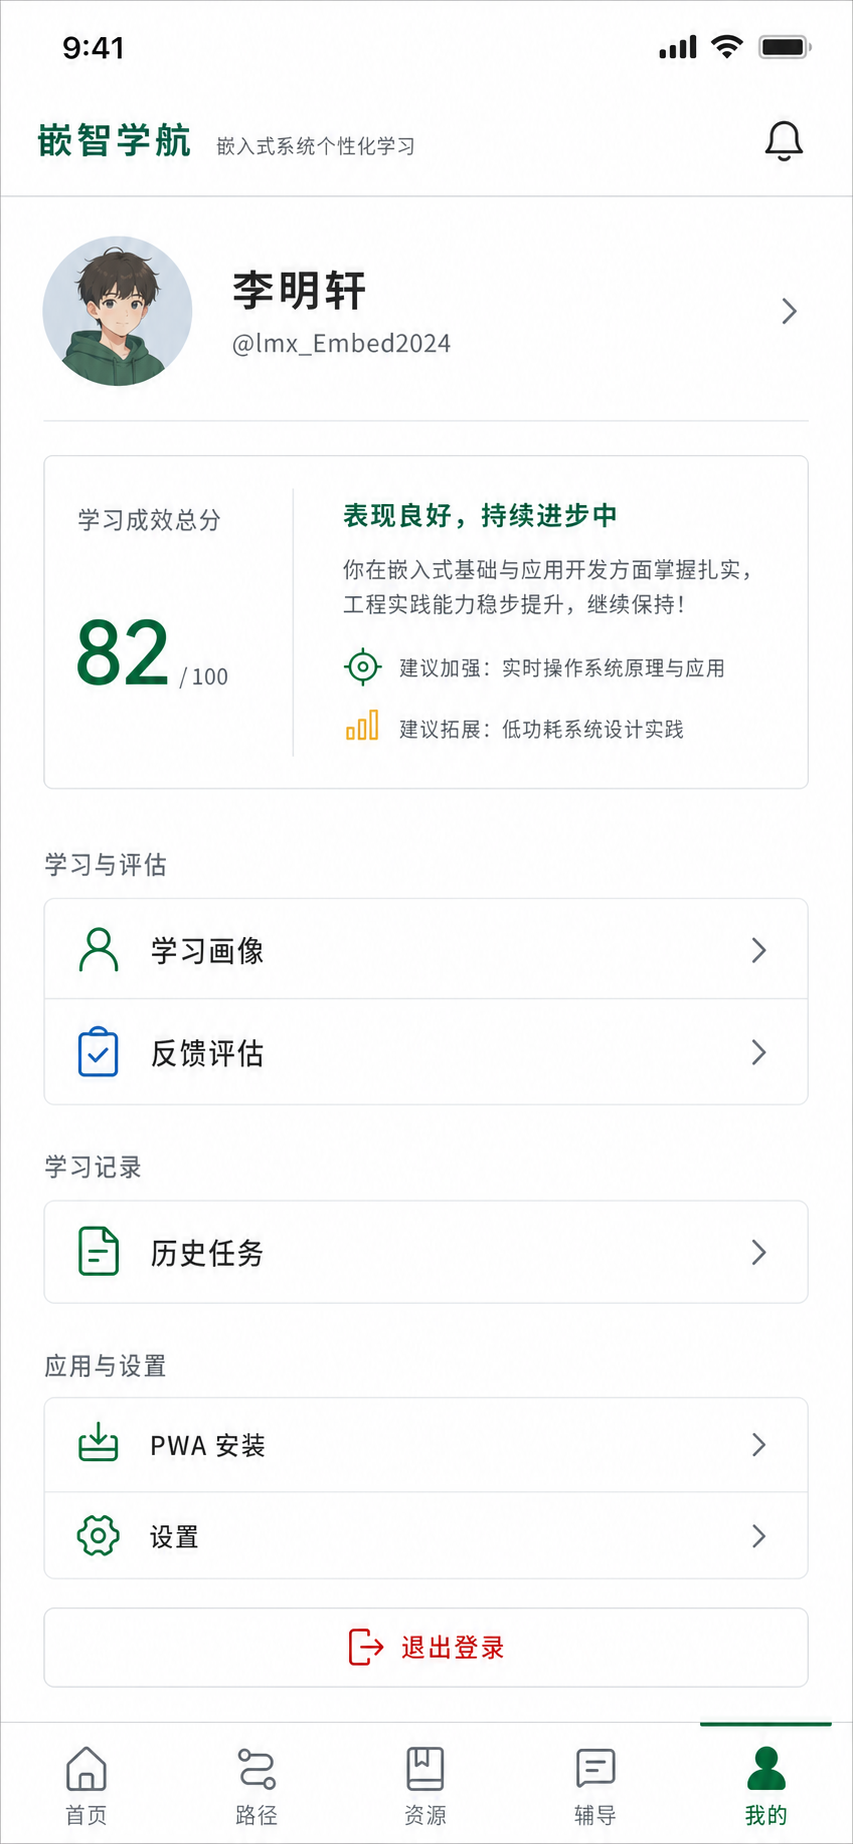 9:41
嵌智学航 嵌入式系统个性化学习
李明轩
@lmx_Embed2024
学习成效总分
82 / 100
表现良好，持续进步中
你在嵌入式基础与应用开发方面掌握扎实，
工程实践能力稳步提升，继续保持！
建议加强：实时操作系统原理与应用
建议拓展：低功耗系统设计实践
学习与评估
学习画像
反馈评估
学习记录
历史任务
应用与设置
PWA 安装
设置
退出登录
首页 路径 资源 辅导 我的